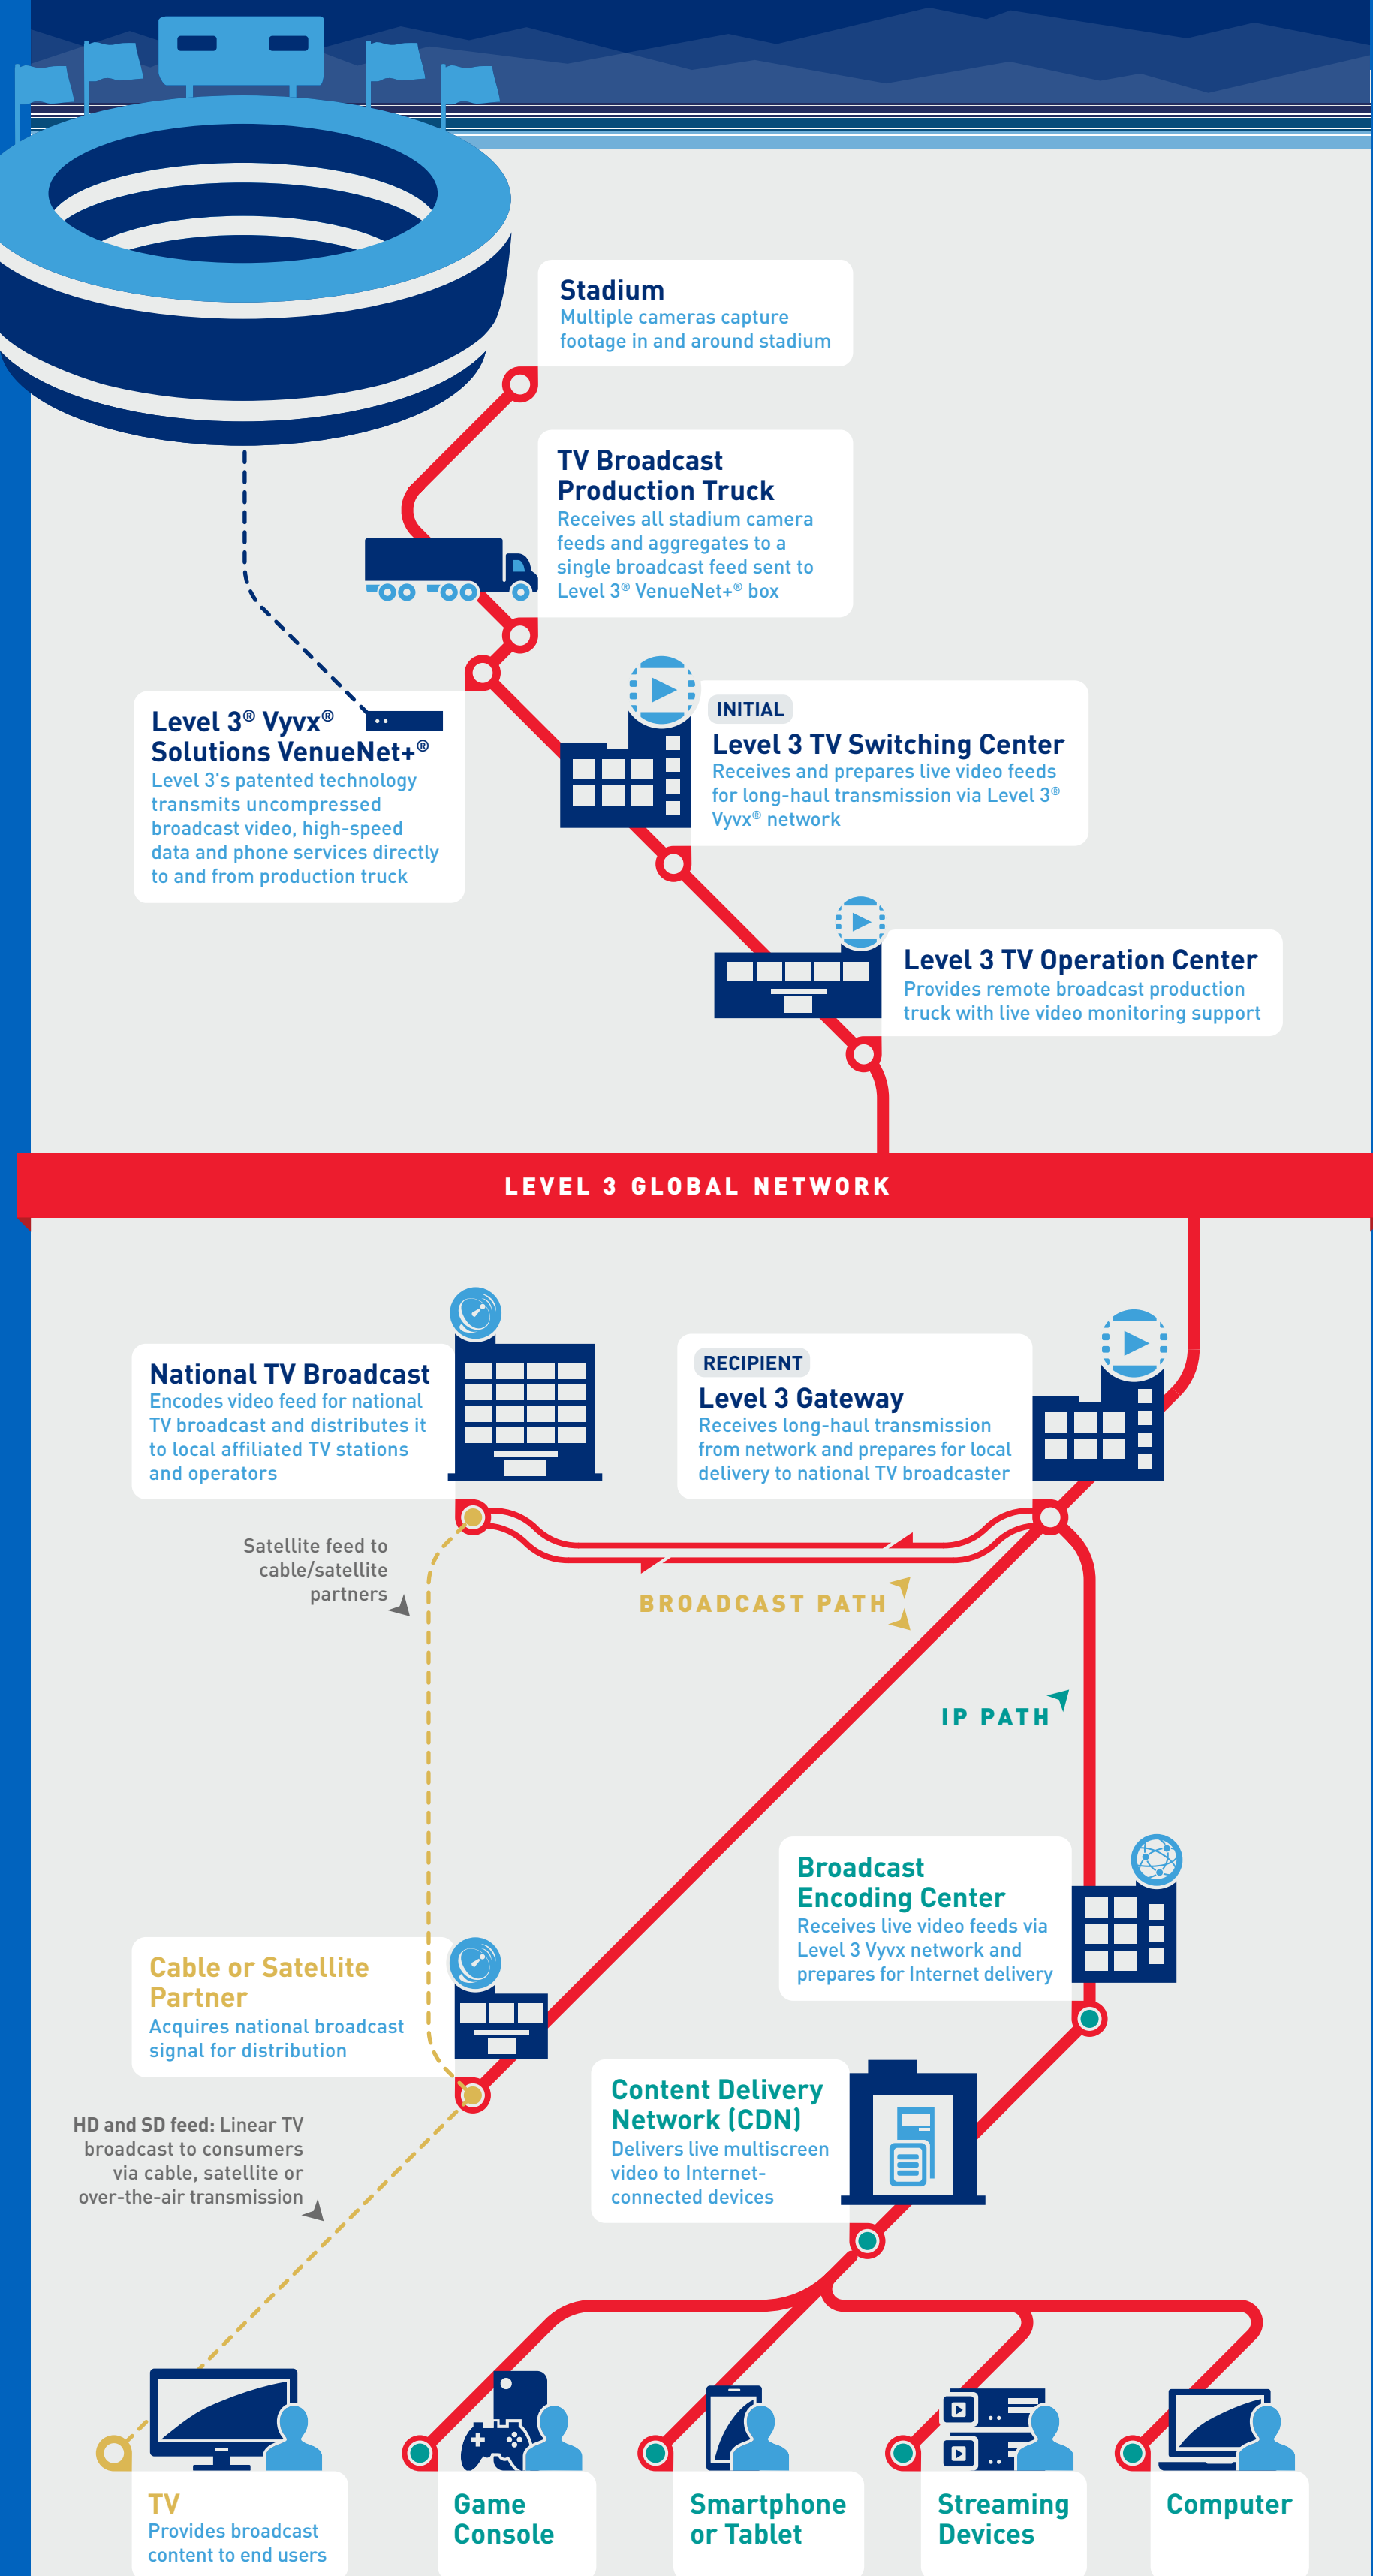 Stadium
Multiple cameras capture
footage in and around stadium
TV Broadcast
Production Truck
Receives all stadium camera
feeds and aggregates to a
single broadcast feed sent to
Level 3® VenueNet+® box
Level 3® Vyvx®
Solutions VenueNet+®
Level 3's patented technology
transmits uncompressed
broadcast video, high-speed
data and phone services directly
to and from production truck
INITIAL
Level 3 TV Switching Center
Receives and prepares live video feeds
for long-haul transmission via Level 3®
Vyvx® network
Level 3 TV Operation Center
Provides remote broadcast production
truck with live video monitoring support
LEVEL 3 GLOBAL NETWORK
National TV Broadcast
Encodes video feed for national
TV broadcast and distributes it
to local affiliated TV stations
and operators
RECIPIENT
Level 3 Gateway
Receives long-haul transmission
from network and prepares for local
delivery to national TV broadcaster
Satellite feed to
cable/satellite
partners
BROADCAST PATH
IP PATH
Broadcast
Encoding Center
Receives live video feeds via
Level 3 Vyvx network and
prepares for Internet delivery
Cable or Satellite
Partner
Acquires national broadcast
signal for distribution
Content Delivery
Network (CDN)
Delivers live multiscreen
video to Internet-
connected devices
HD and SD feed: Linear TV
broadcast to consumers
via cable, satellite or
over-the-air transmission
TV
Provides broadcast
content to end users
Game
Console
Smartphone
or Tablet
Streaming
Devices
Computer